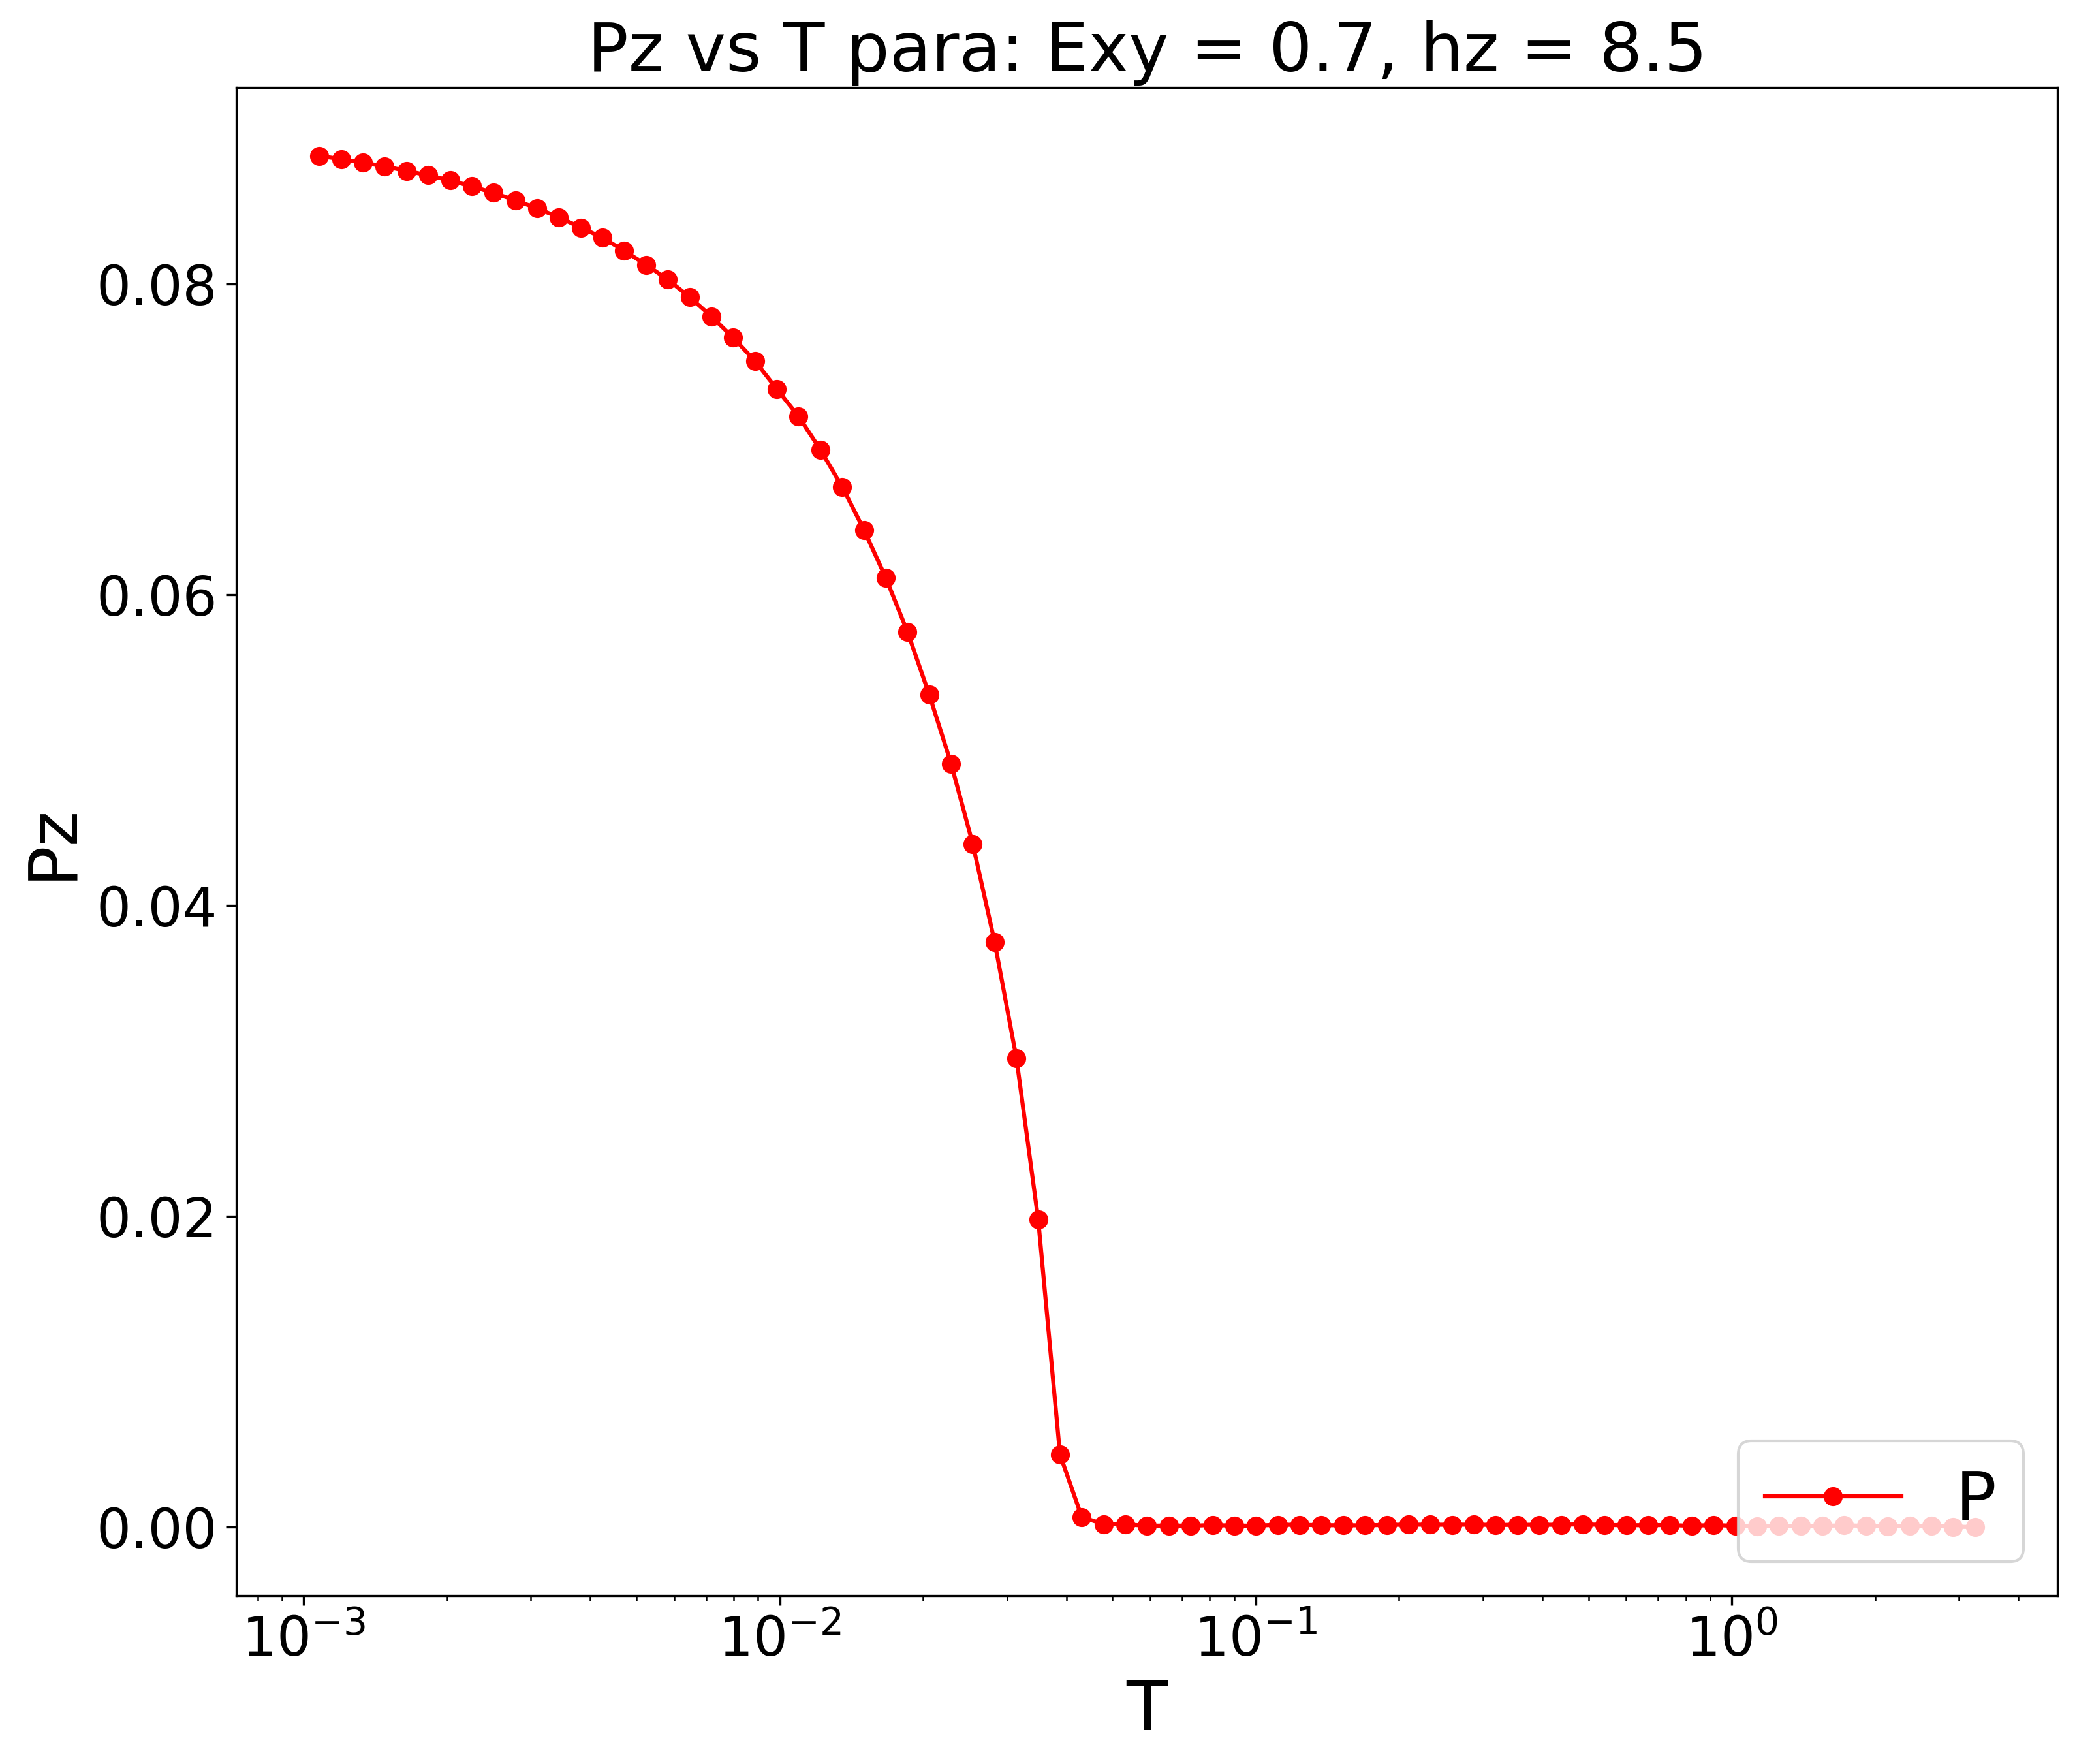 Pz vs T para: Exy = 0.7, hz = 8.5
0.08
0.06
0.04
0.02
0.00
Pz
P
10⁻³ 10⁻² 10⁻¹ 10⁰
T